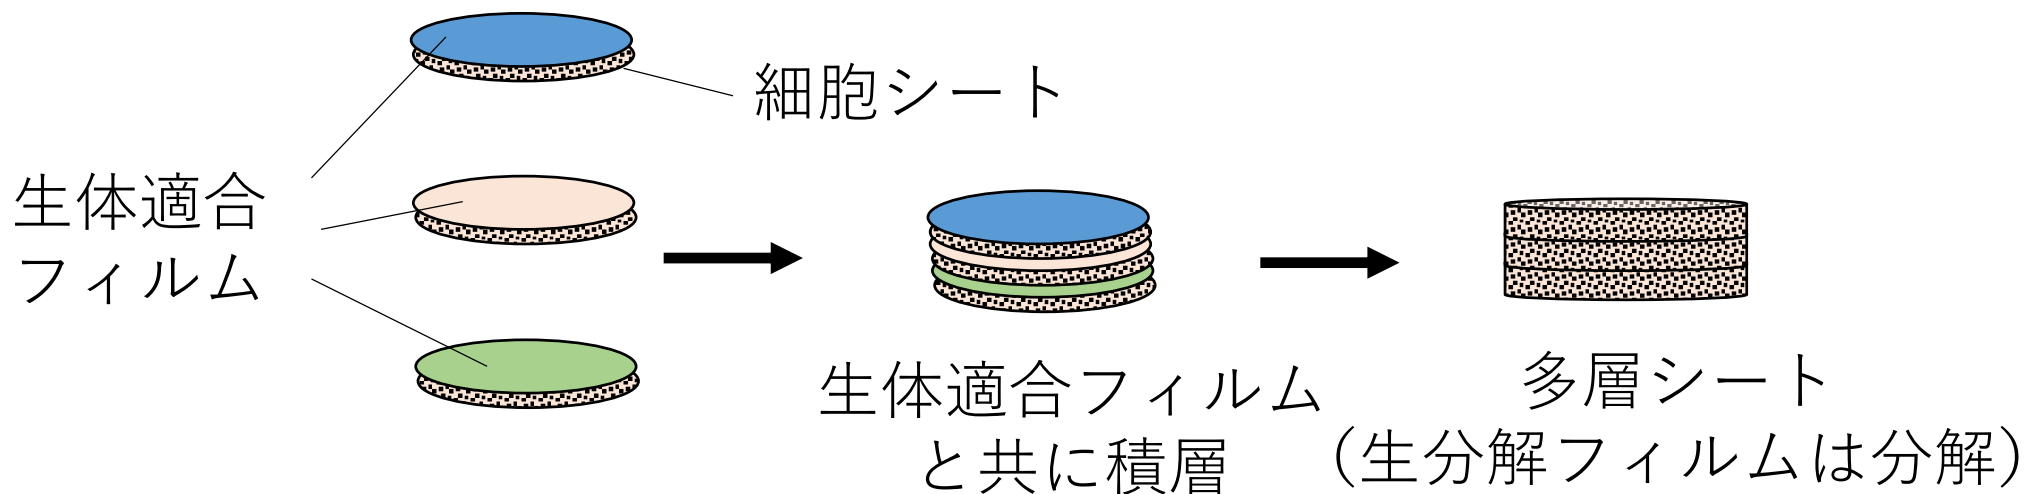 細胞シート
生体適合
フィルム
生体適合フィルム
と共に積層
多層シート
（生分解フィルムは分解）